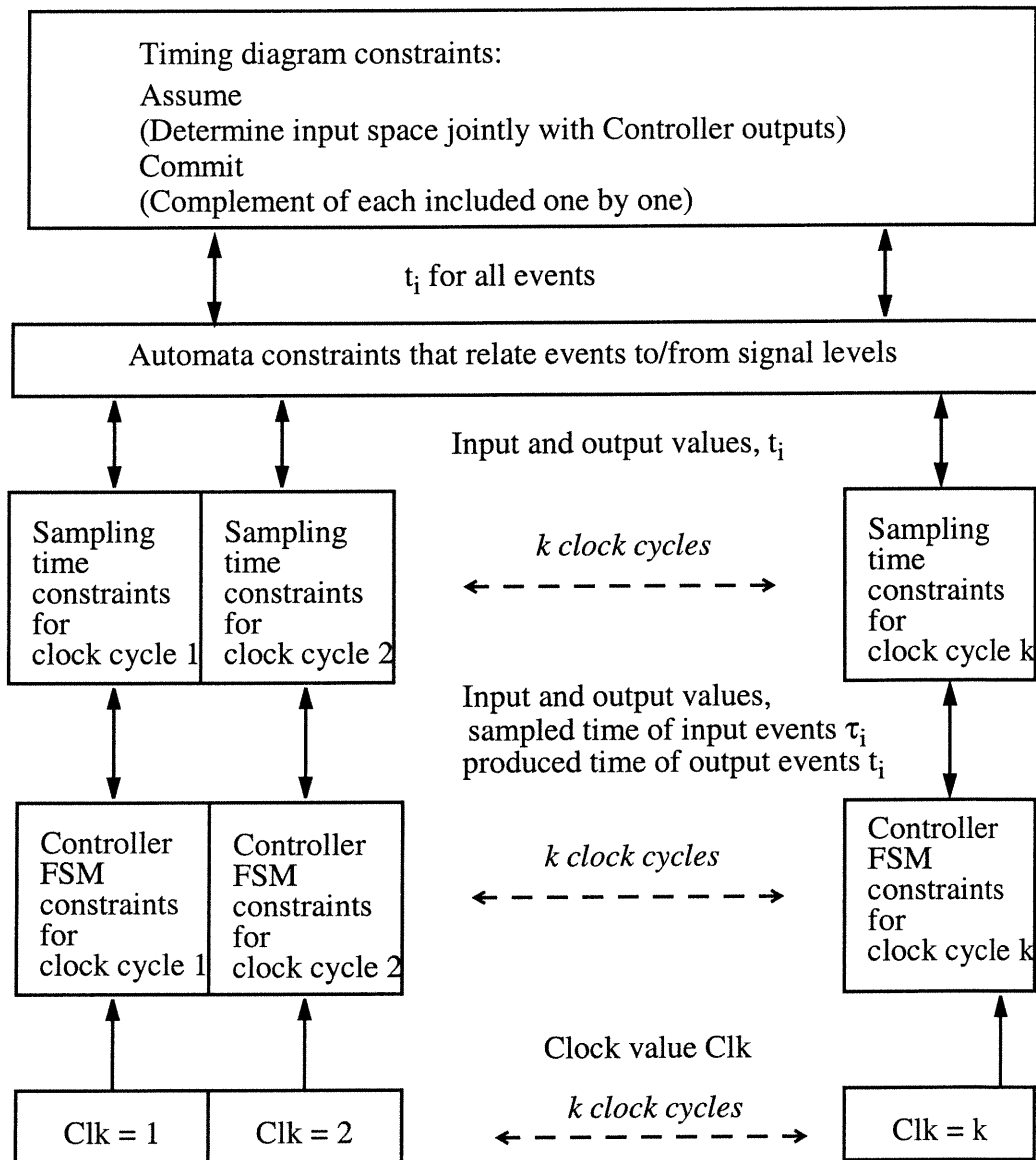 Timing diagram constraints:
Assume
(Determine input space jointly with Controller outputs)
Commit
(Complement of each included one by one)
t_i for all events
Automata constraints that relate events to/from signal levels
Input and output values, t_i
Sampling
time
constraints
for
clock cycle 1
Sampling
time
constraints
for
clock cycle 2
k clock cycles
Sampling
time
constraints
for
clock cycle k
Input and output values,
sampled time of input events τ_i
produced time of output events t_i
Controller
FSM
constraints
for
clock cycle 1
Controller
FSM
constraints
for
clock cycle 2
k clock cycles
Controller
FSM
constraints
for
clock cycle k
Clock value Clk
Clk = 1
Clk = 2
k clock cycles
Clk = k